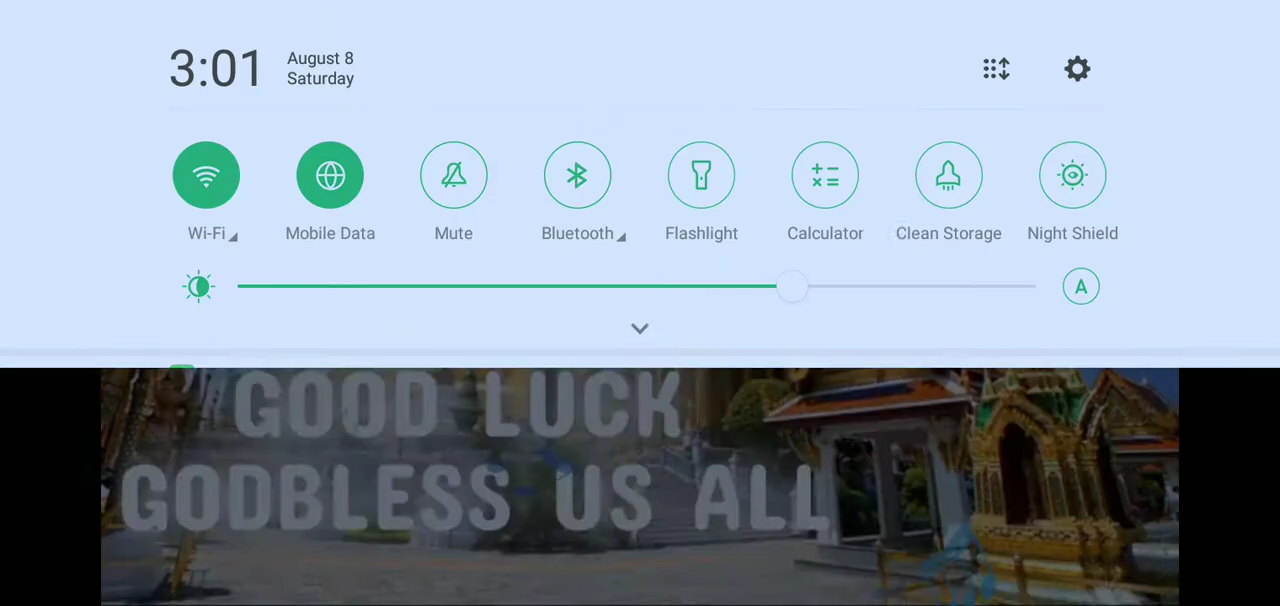 3:01
August 8
Saturday
Wi-Fi
Mobile Data
Mute
Bluetooth
Flashlight
Calculator
Clean Storage
Night Shield
A
GOOD LUCK
GODBLESS US ALL